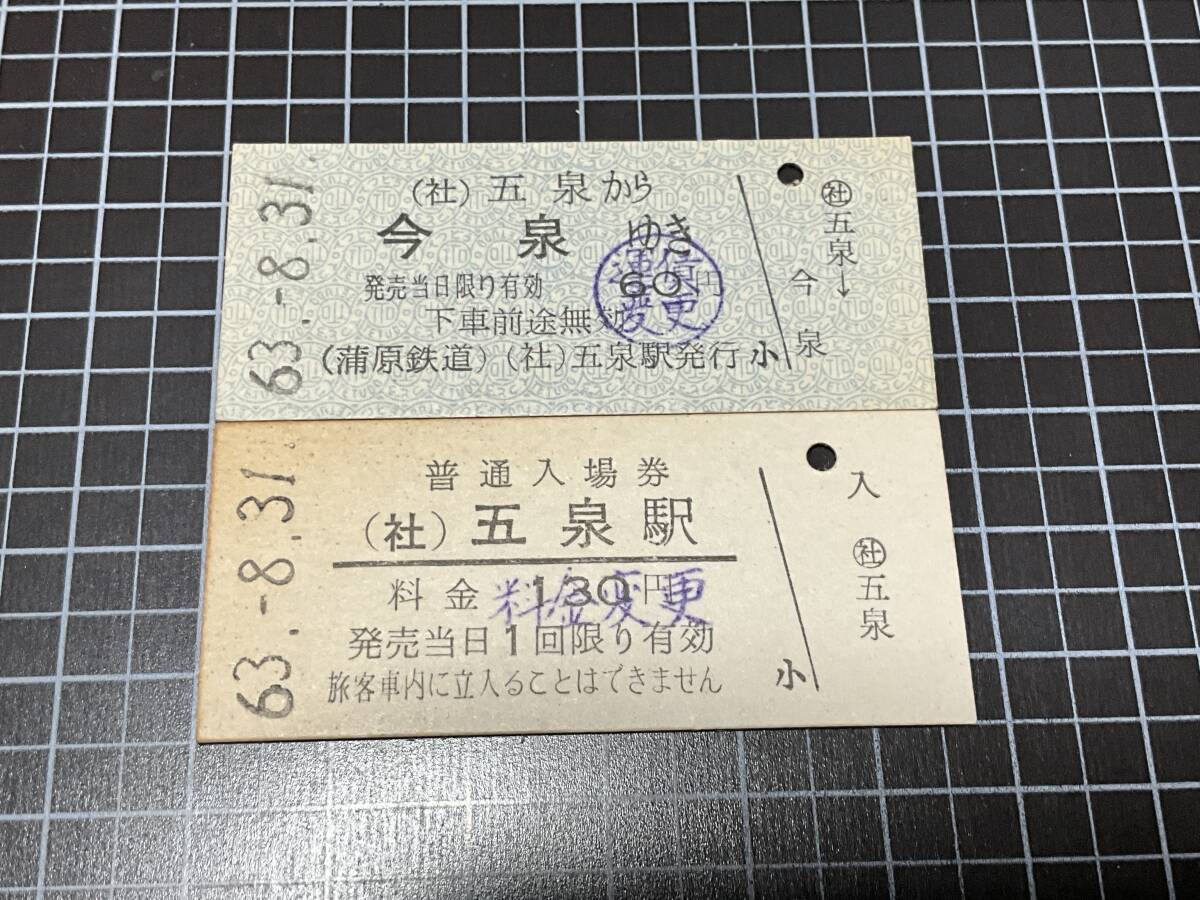 63.-8.31.
(社) 五泉から
今泉 ゆき
発売当日限り有効 60円
運賃変更
下車前途無効
(蒲原鉄道) (社) 五泉駅発行
小
㊓五泉→
今泉
63.-8.31.
普通入場券
(社) 五泉駅
料金 130円
料金変更
発売当日1回限り有効
旅客車内に立入ることはできません
小
入
㊓五泉